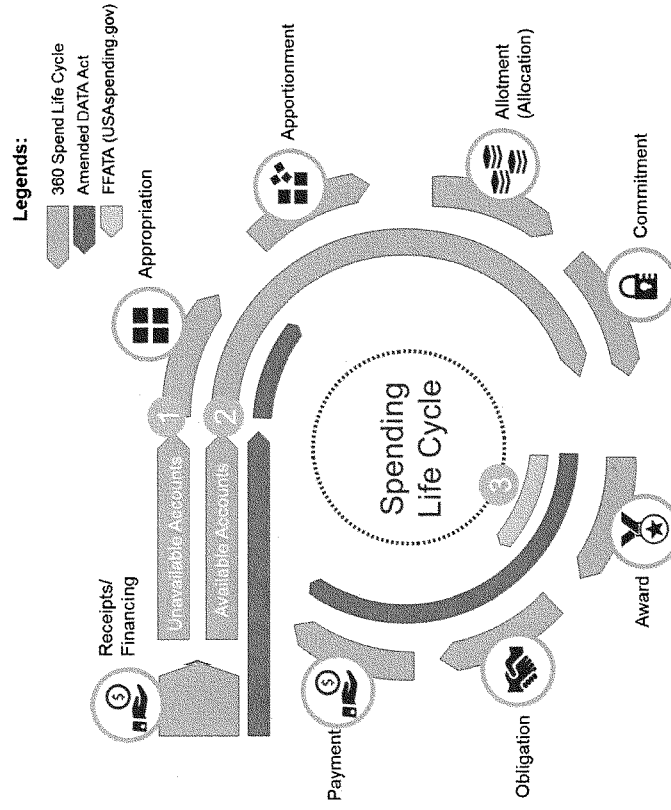 Legends:
360 Spend Life Cycle
Amended DATA Act
FFATA (USAspending.gov)
Receipts/
Financing
Unavailable Accounts
Available Accounts
1
2
Appropriation
Apportionment
Allotment
(Allocation)
Commitment
Award
Obligation
Payment
$
$
3
Spending
Life Cycle